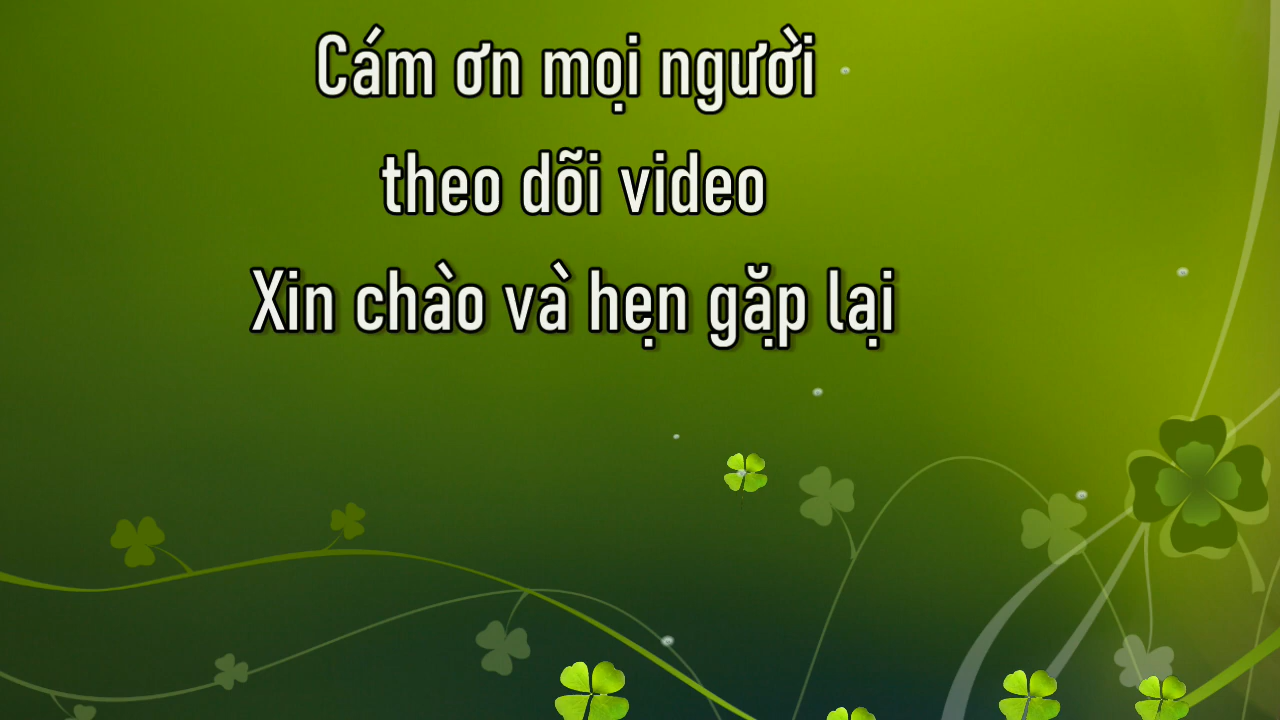 Cám ơn mọi người
theo dõi video
Xin chào và hẹn gặp lại